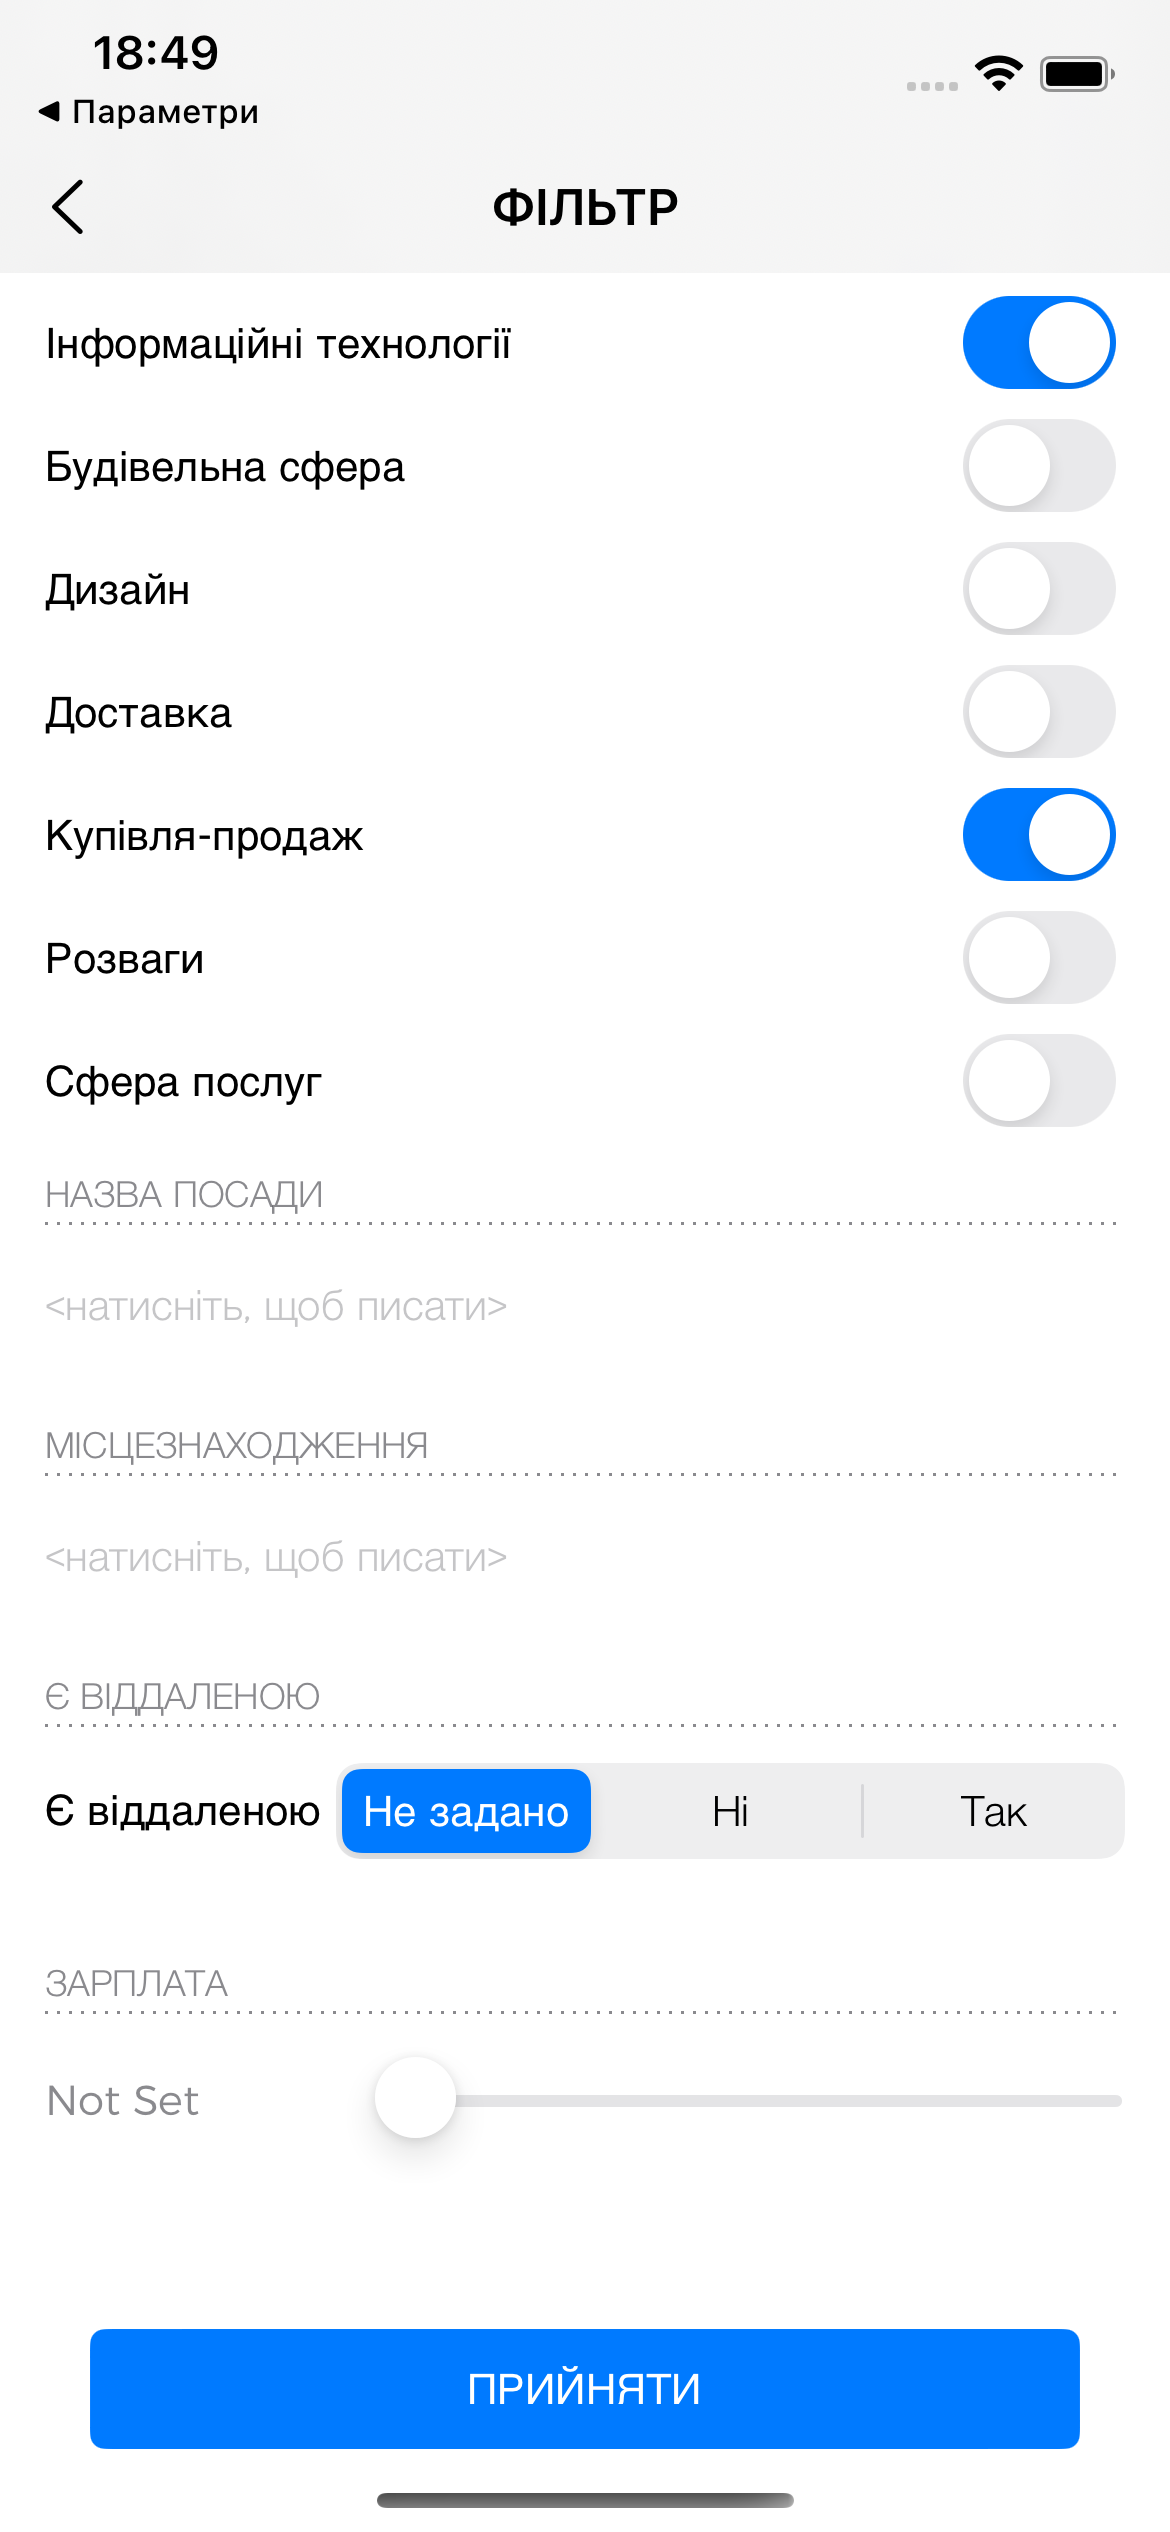 18:49
Параметри
ФІЛЬТР
Інформаційні технології
Будівельна сфера
Дизайн
Доставка
Купівля-продаж
Розваги
Сфера послуг
НАЗВА ПОСАДИ
<натисніть, щоб писати>
МІСЦЕЗНАХОДЖЕННЯ
<натисніть, щоб писати>
Є ВІДДАЛЕНОЮ
Є віддаленою Не задано Ні Так
ЗАРПЛАТА
Not Set
ПРИЙНЯТИ